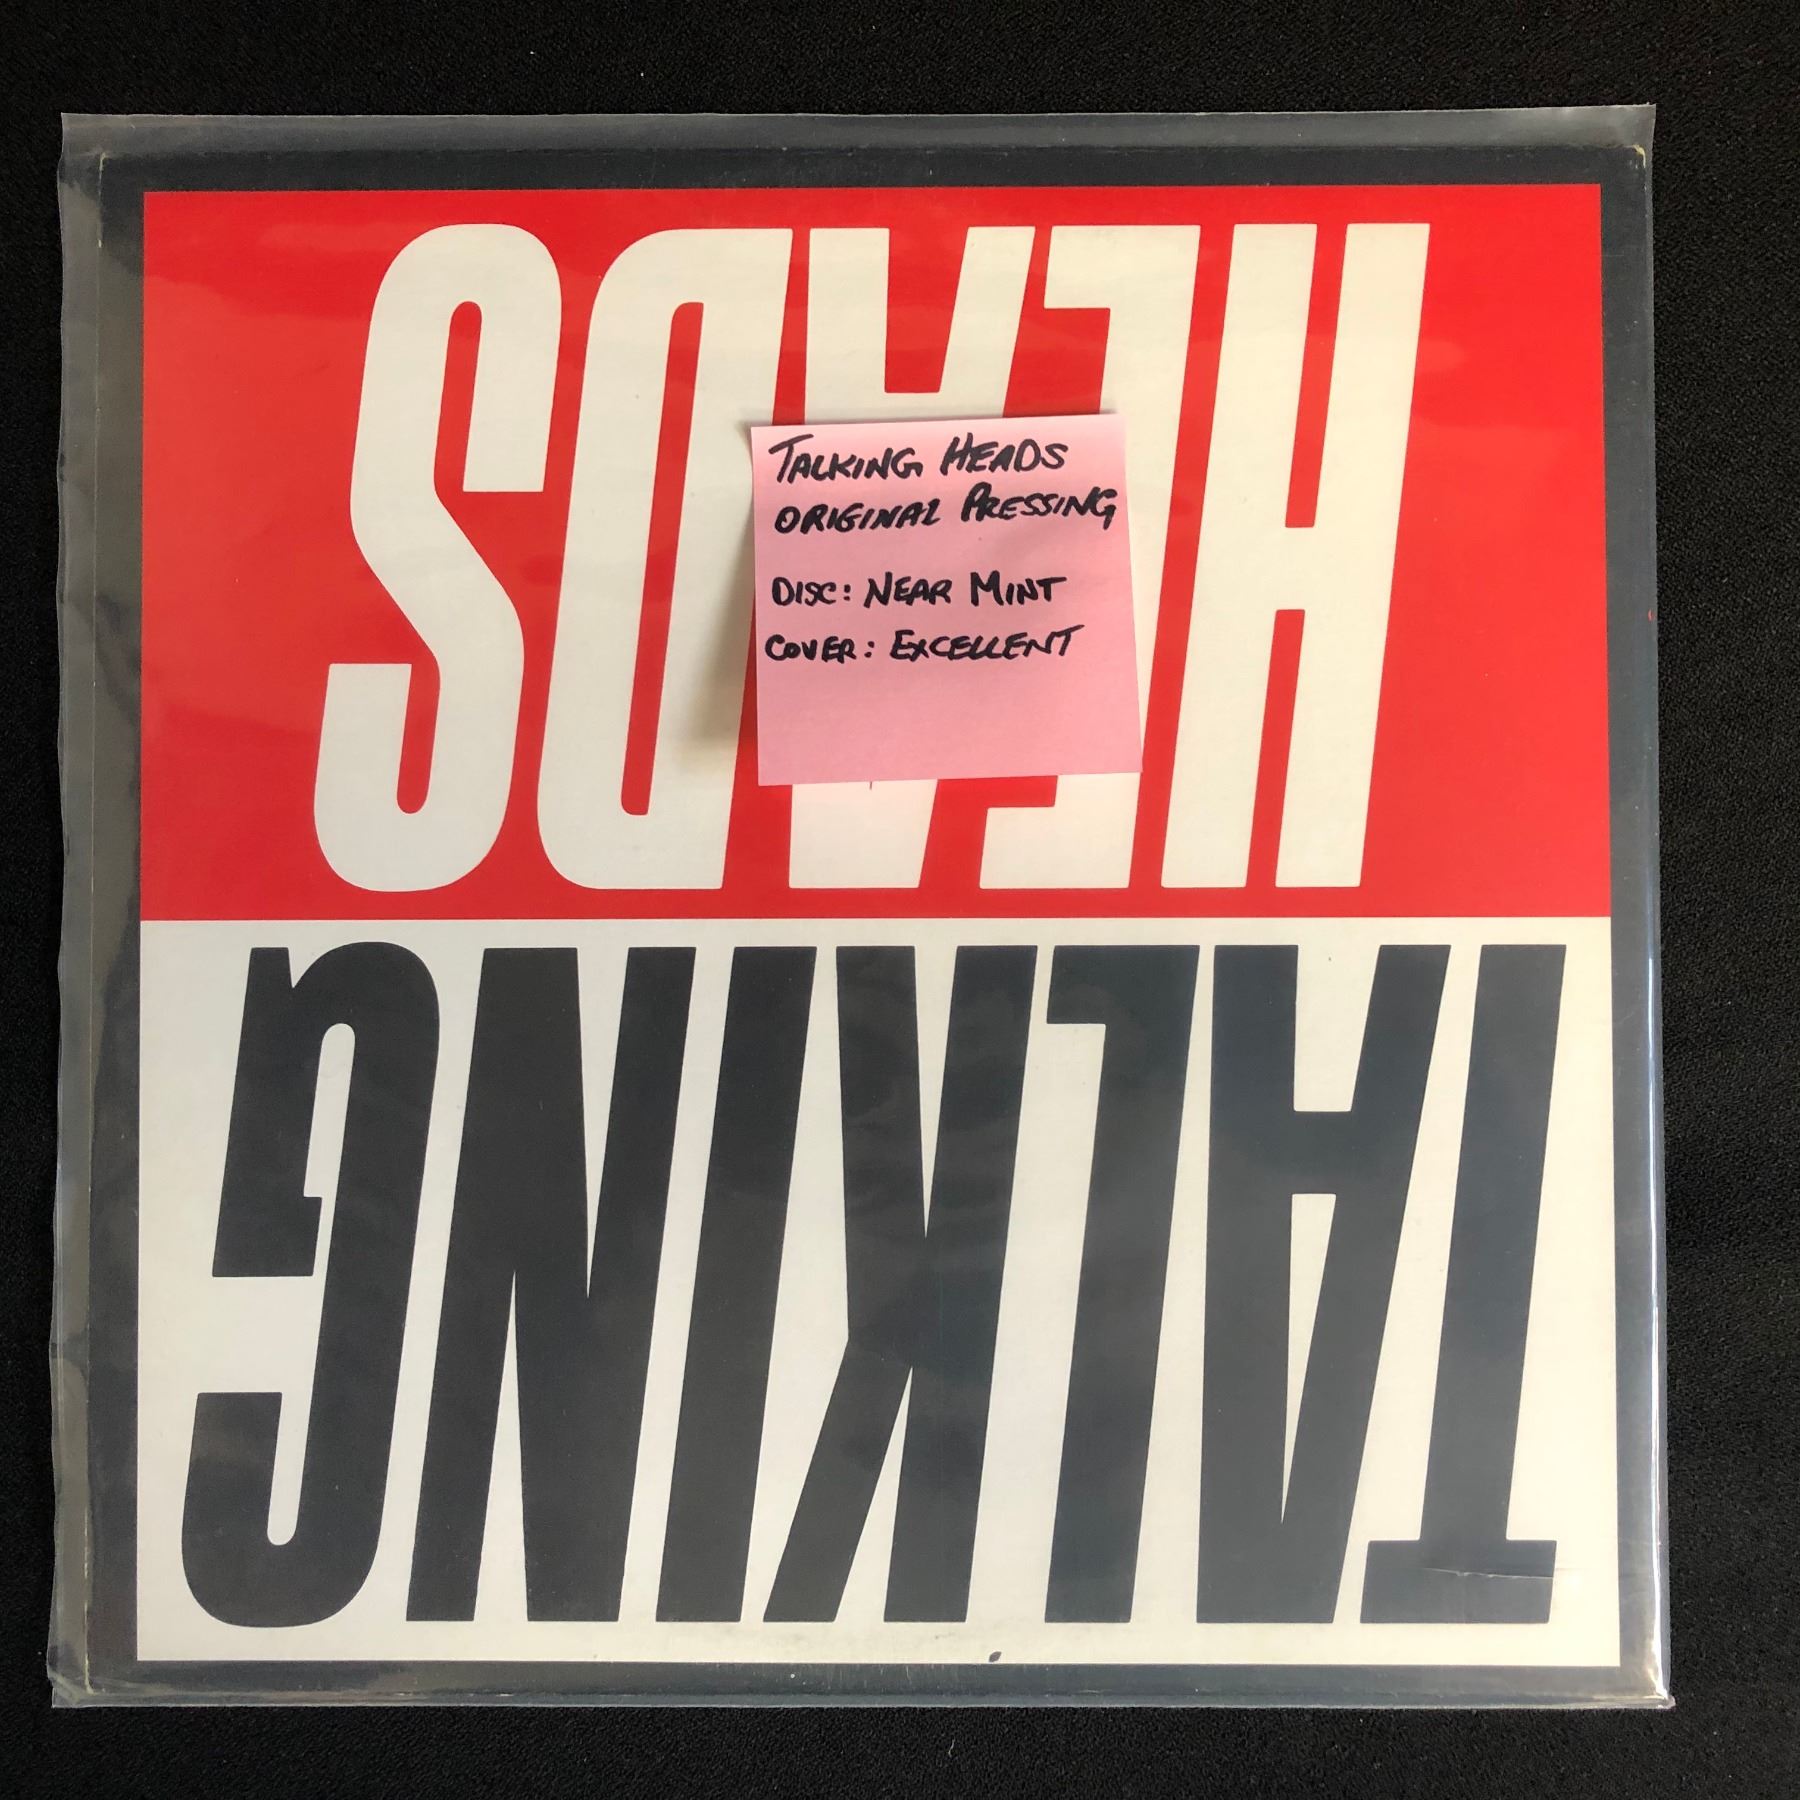 TALKING
HEADS
TALKING HEADS
ORIGINAL PRESSING
DISC: NEAR MINT
COVER: EXCELLENT